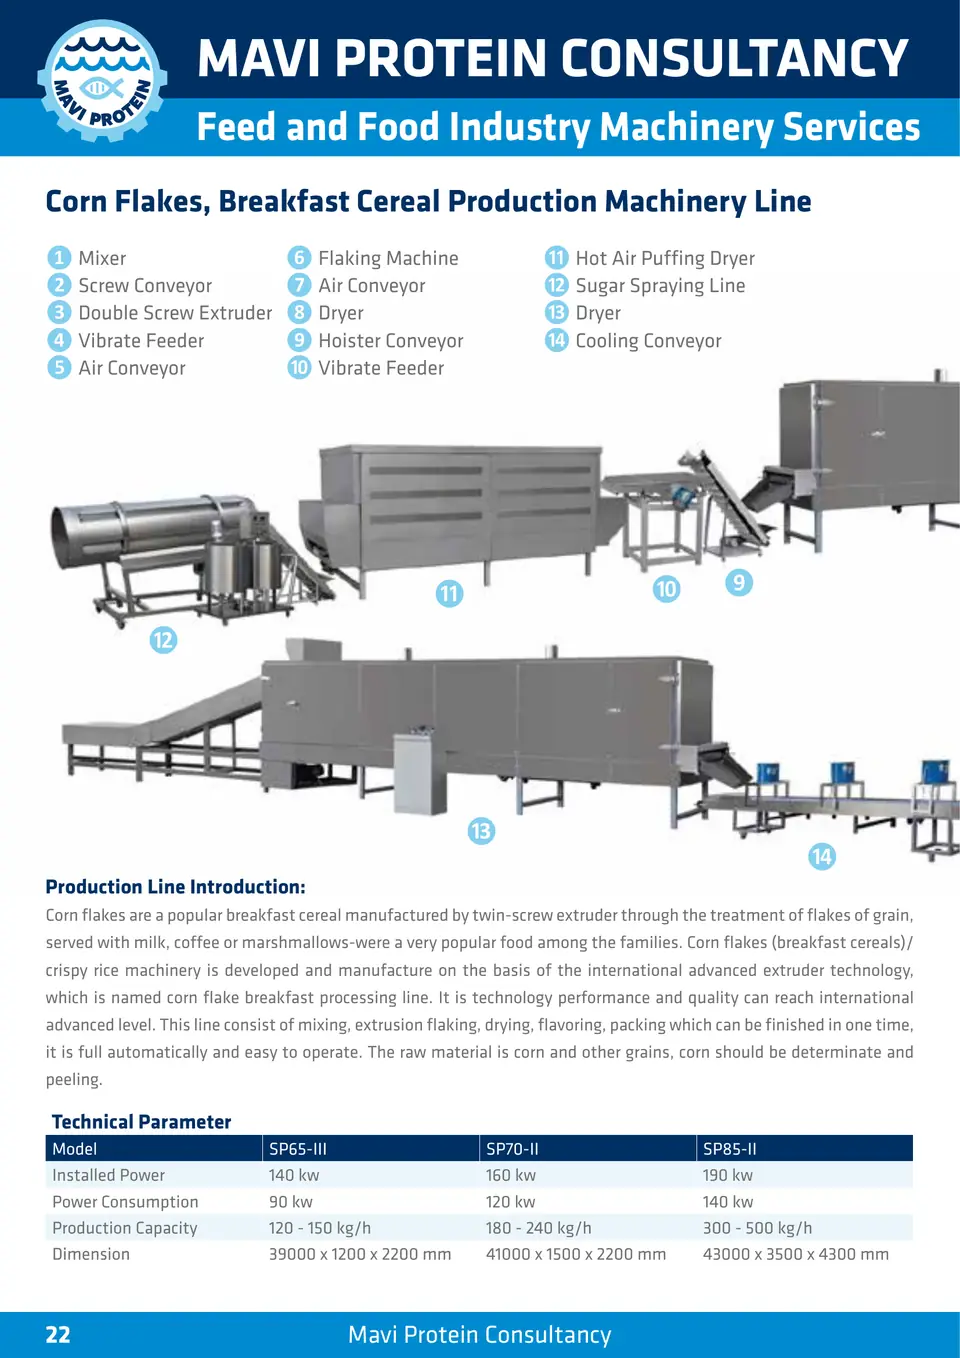 MAVI PROTEIN
MAVI PROTEIN CONSULTANCY
Feed and Food Industry Machinery Services
Corn Flakes, Breakfast Cereal Production Machinery Line
1 Mixer
2 Screw Conveyor
3 Double Screw Extruder
4 Vibrate Feeder
5 Air Conveyor
6 Flaking Machine
7 Air Conveyor
8 Dryer
9 Hoister Conveyor
10 Vibrate Feeder
11 Hot Air Puffing Dryer
12 Sugar Spraying Line
13 Dryer
14 Cooling Conveyor
11
10
9
12
13
14
Production Line Introduction:
Corn flakes are a popular breakfast cereal manufactured by twin-screw extruder through the treatment of flakes of grain,
served with milk, coffee or marshmallows-were a very popular food among the families. Corn flakes (breakfast cereals)/
crispy rice machinery is developed and manufacture on the basis of the international advanced extruder technology,
which is named corn flake breakfast processing line. It is technology performance and quality can reach international
advanced level. This line consist of mixing, extrusion flaking, drying, flavoring, packing which can be finished in one time,
it is full automatically and easy to operate. The raw material is corn and other grains, corn should be determinate and
peeling.
Technical Parameter
Model SP65-III SP70-II SP85-II
Installed Power 140 kw 160 kw 190 kw
Power Consumption 90 kw 120 kw 140 kw
Production Capacity 120 - 150 kg/h 180 - 240 kg/h 300 - 500 kg/h
Dimension 39000 x 1200 x 2200 mm 41000 x 1500 x 2200 mm 43000 x 3500 x 4300 mm
22 Mavi Protein Consultancy